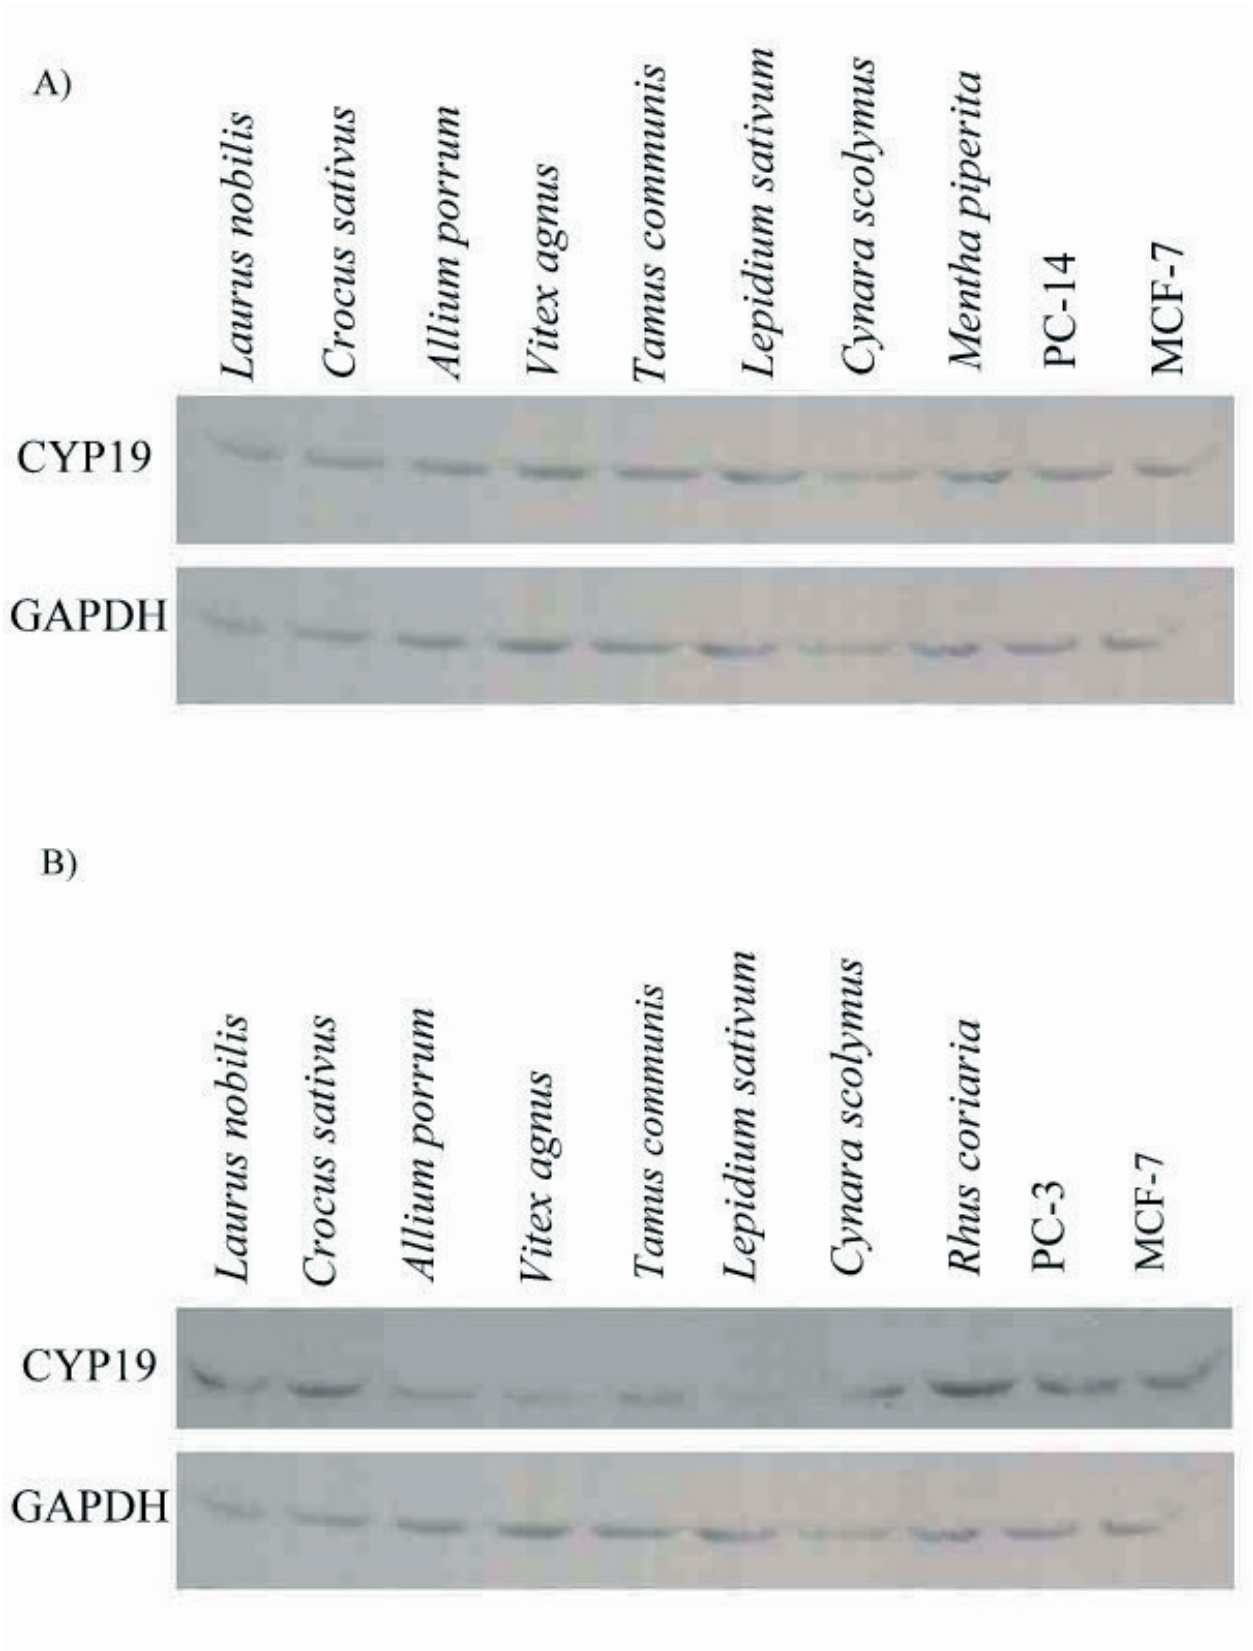 A)
Laurus nobilis
Crocus sativus
Allium porrum
Vitex agnus
Tamus communis
Lepidium sativum
Cynara scolymus
Mentha piperita
PC-14
MCF-7
CYP19
GAPDH
B)
Laurus nobilis
Crocus sativus
Allium porrum
Vitex agnus
Tamus communis
Lepidium sativum
Cynara scolymus
Rhus coriaria
PC-3
MCF-7
CYP19
GAPDH